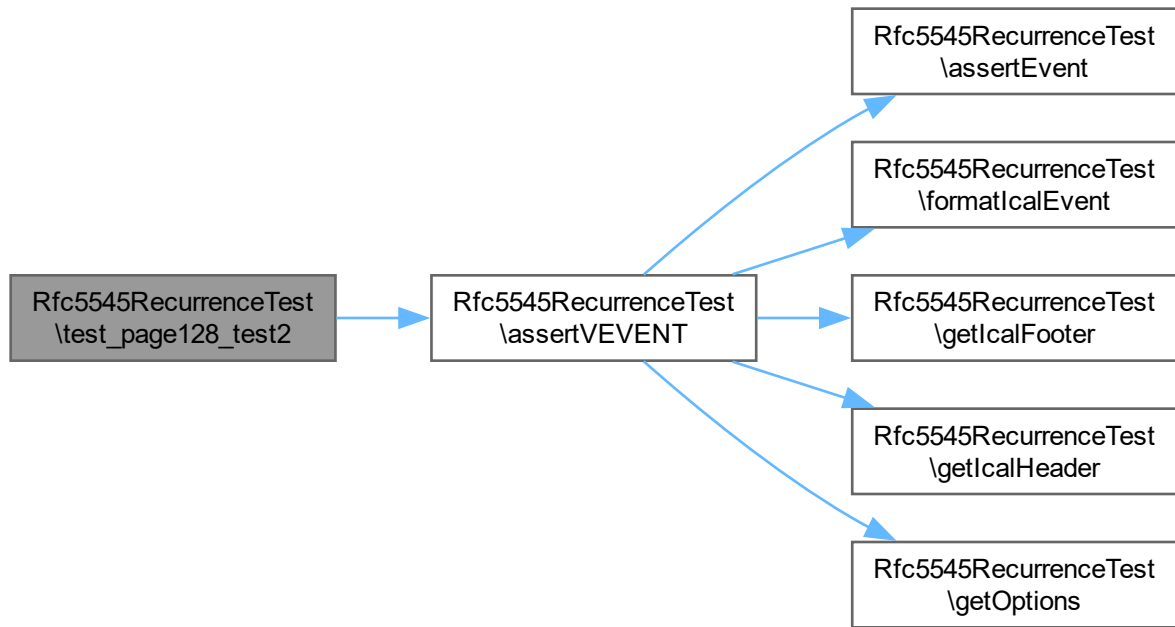 Rfc5545RecurrenceTest
\test_page128_test2
Rfc5545RecurrenceTest
\assertVEVENT
Rfc5545RecurrenceTest
\assertEvent
Rfc5545RecurrenceTest
\formatIcalEvent
Rfc5545RecurrenceTest
\getIcalFooter
Rfc5545RecurrenceTest
\getIcalHeader
Rfc5545RecurrenceTest
\getOptions